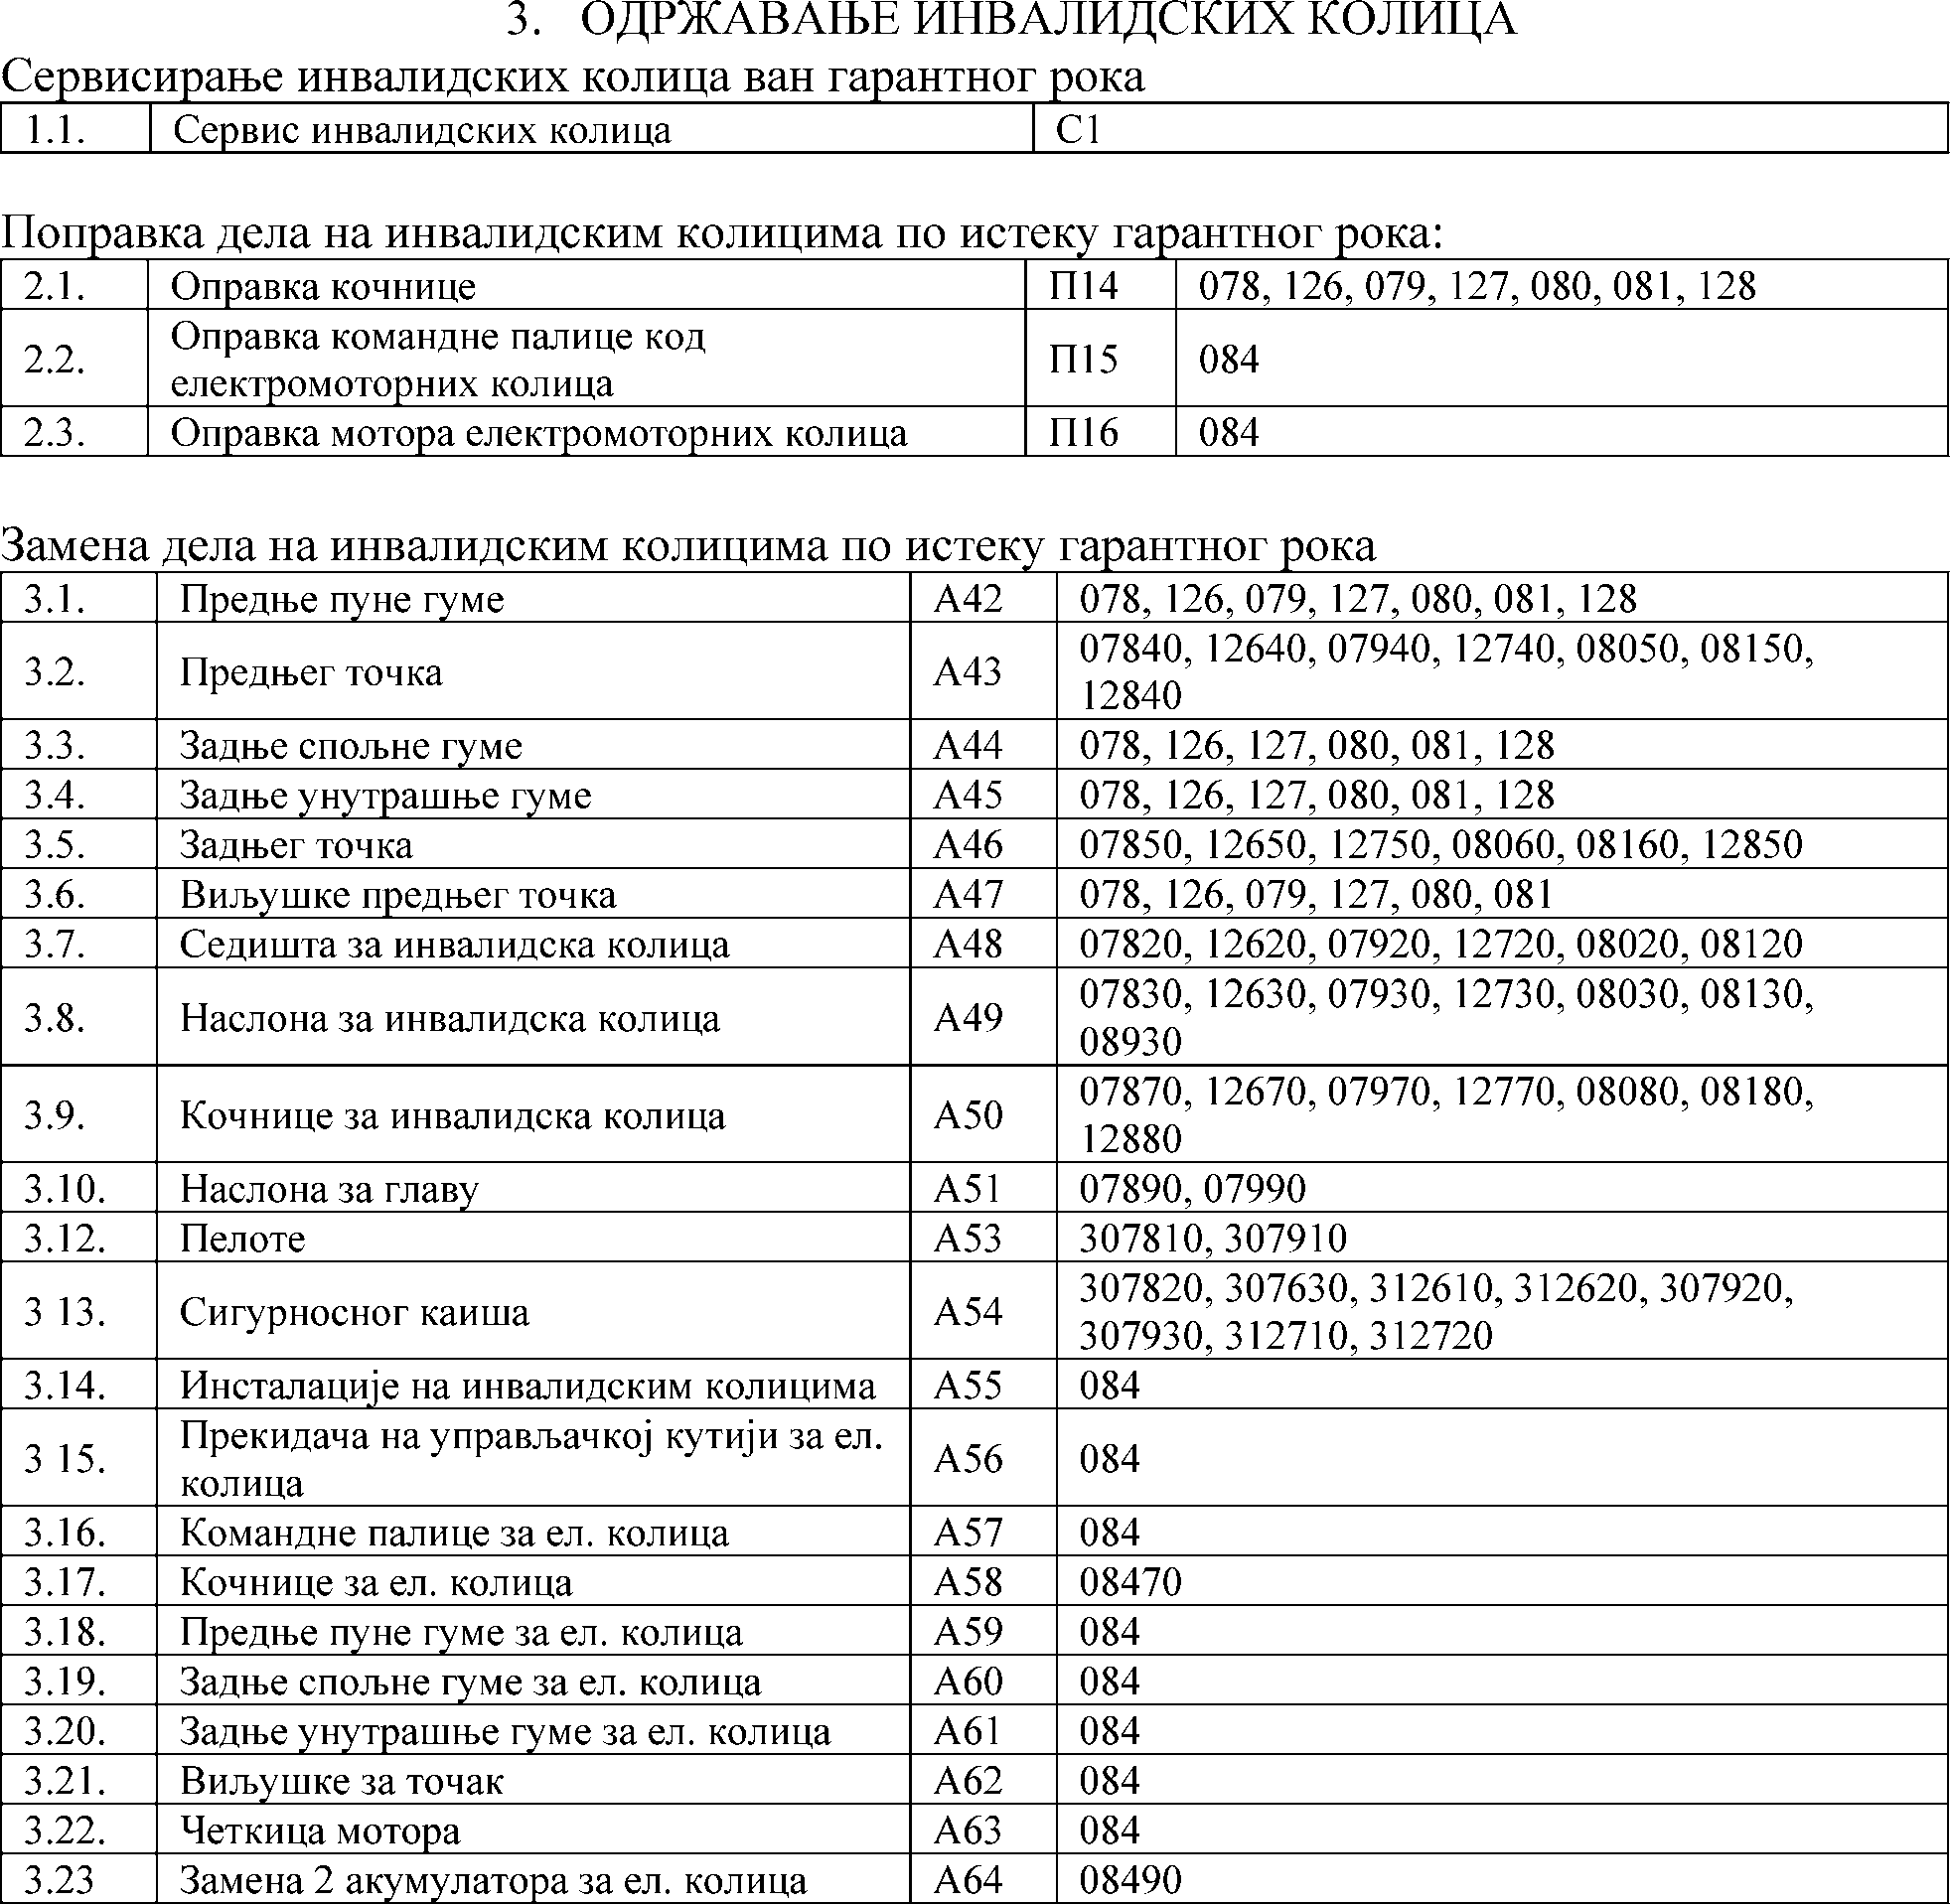 3. ОДРЖАВАЊЕ ИНВАЛИДСКИХ КОЛИЦА
Сервисирање инвалидских колица ван гарантног рока
1.1. Сервис инвалидских колица С1
Поправка дела на инвалидским колицима по истеку гарантног рока:
2.1. Оправка кочнице П14 078, 126, 079, 127, 080, 081, 128
2.2. Оправка командне палице код
електромоторних колица П15 084
2.3. Оправка мотора електромоторних колица П16 084
Замена дела на инвалидским колицима по истеку гарантног рока
3.1. Предње пуне гуме А42 078, 126, 079, 127, 080, 081, 128
3.2. Предњег точка А43 07840, 12640, 07940, 12740, 08050, 08150,
12840
3.3. Задње спољне гуме А44 078, 126, 127, 080, 081, 128
3.4. Задње унутрашње гуме А45 078, 126, 127, 080, 081, 128
3.5. Задњег точка А46 07850, 12650, 12750, 08060, 08160, 12850
3.6. Виљушке предњег точка А47 078, 126, 079, 127, 080, 081
3.7. Седишта за инвалидска колица А48 07820, 12620, 07920, 12720, 08020, 08120
3.8. Наслона за инвалидска колица А49 07830, 12630, 07930, 12730, 08030, 08130,
08930
3.9. Кочнице за инвалидска колица А50 07870, 12670, 07970, 12770, 08080, 08180,
12880
3.10. Наслона за главу А51 07890, 07990
3.12. Пелоте А53 307810, 307910
3 13. Сигурносног каиша А54 307820, 307630, 312610, 312620, 307920,
307930, 312710, 312720
3.14. Инсталације на инвалидским колицима А55 084
3 15. Прекидача на управљачкој кутији за ел.
колица А56 084
3.16. Командне палице за ел. колица А57 084
3.17. Кочнице за ел. колица А58 08470
3.18. Предње пуне гуме за ел. колица А59 084
3.19. Задње спољне гуме за ел. колица А60 084
3.20. Задње унутрашње гуме за ел. колица А61 084
3.21. Виљушке за точак А62 084
3.22. Четкица мотора А63 084
3.23 Замена 2 акумулатора за ел. колица А64 08490